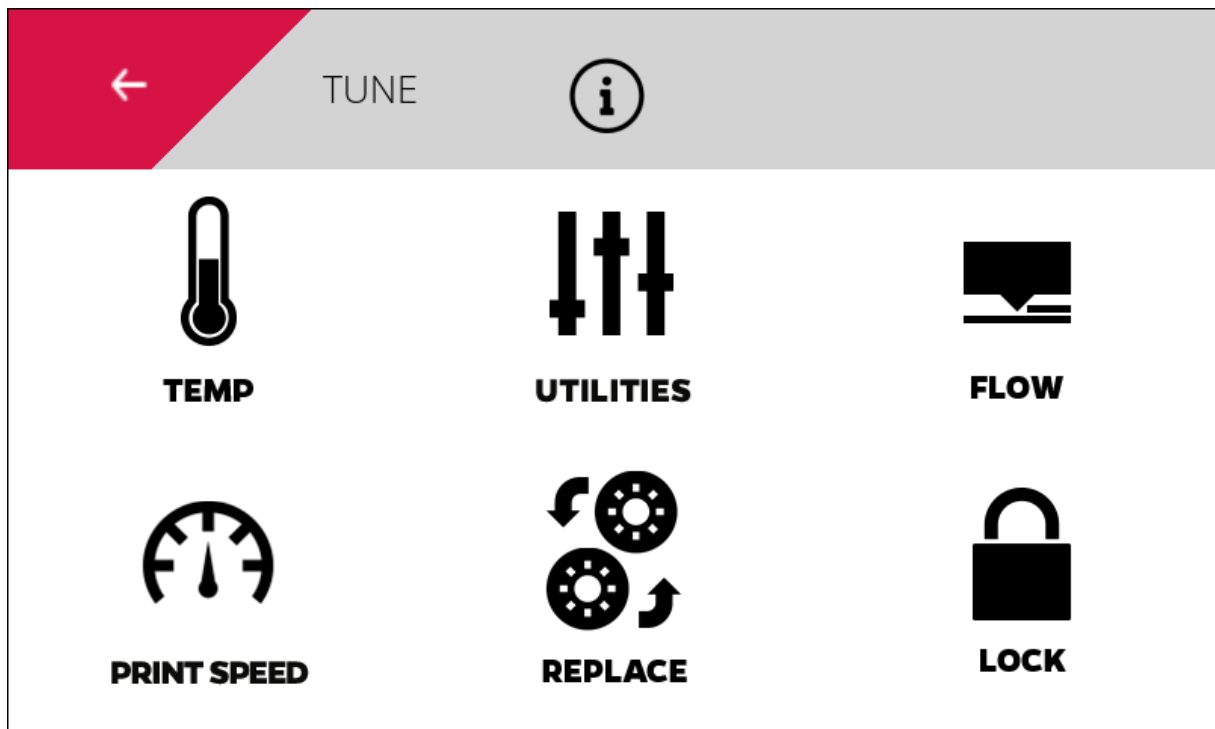 TUNE
TEMP
UTILITIES
FLOW
PRINT SPEED
REPLACE
LOCK